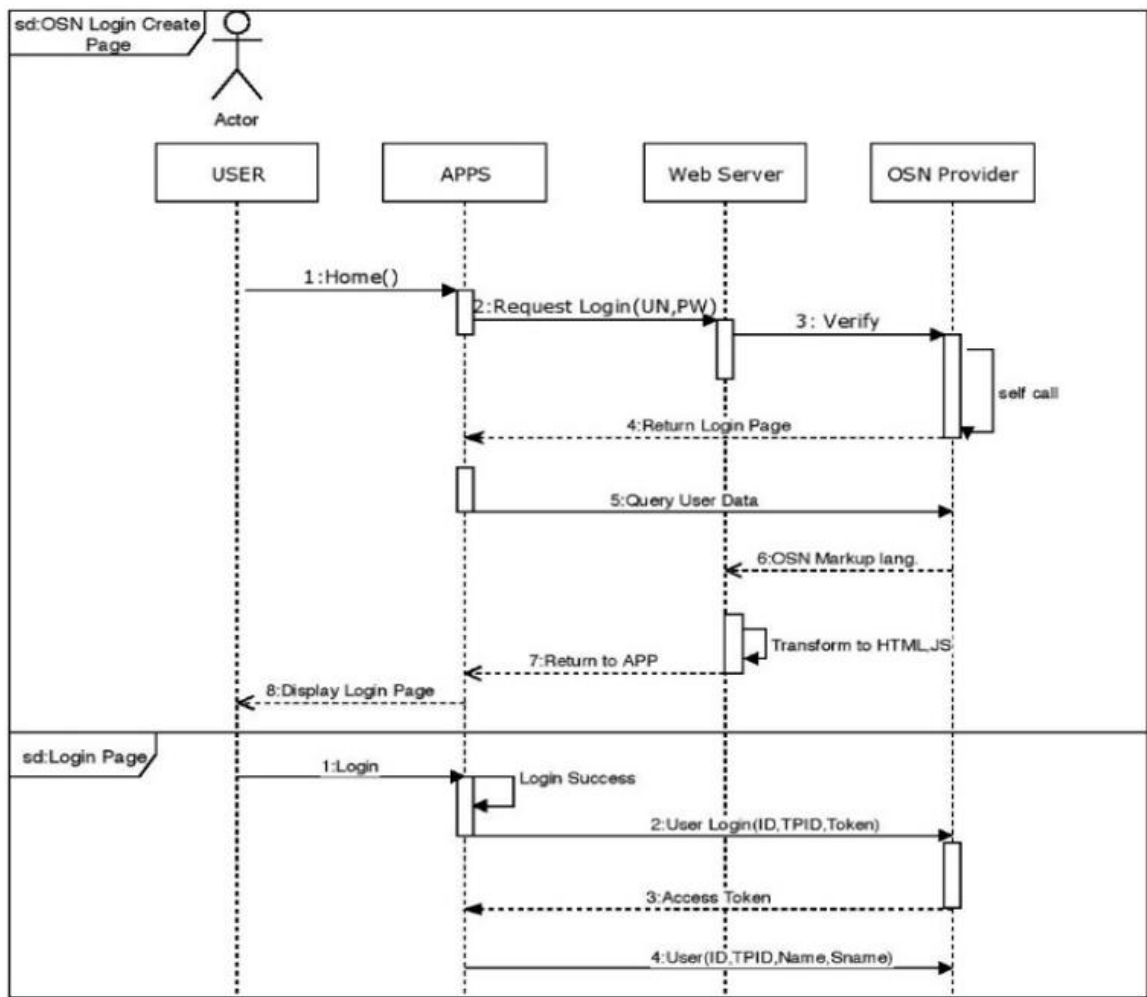 sd:OSN Login Create
Page
Actor
USER
APPS
Web Server
OSN Provider
1:Home()
2:Request Login(UN,PW)
3: Verify
self call
4:Return Login Page
5:Query User Data
6:OSN Markup lang.
Transform to HTML,JS
7:Return to APP
8:Display Login Page
sd:Login Page
1:Login
Login Success
2:User Login(ID,TPID,Token)
3:Access Token
4:User(ID,TPID,Name,Sname)